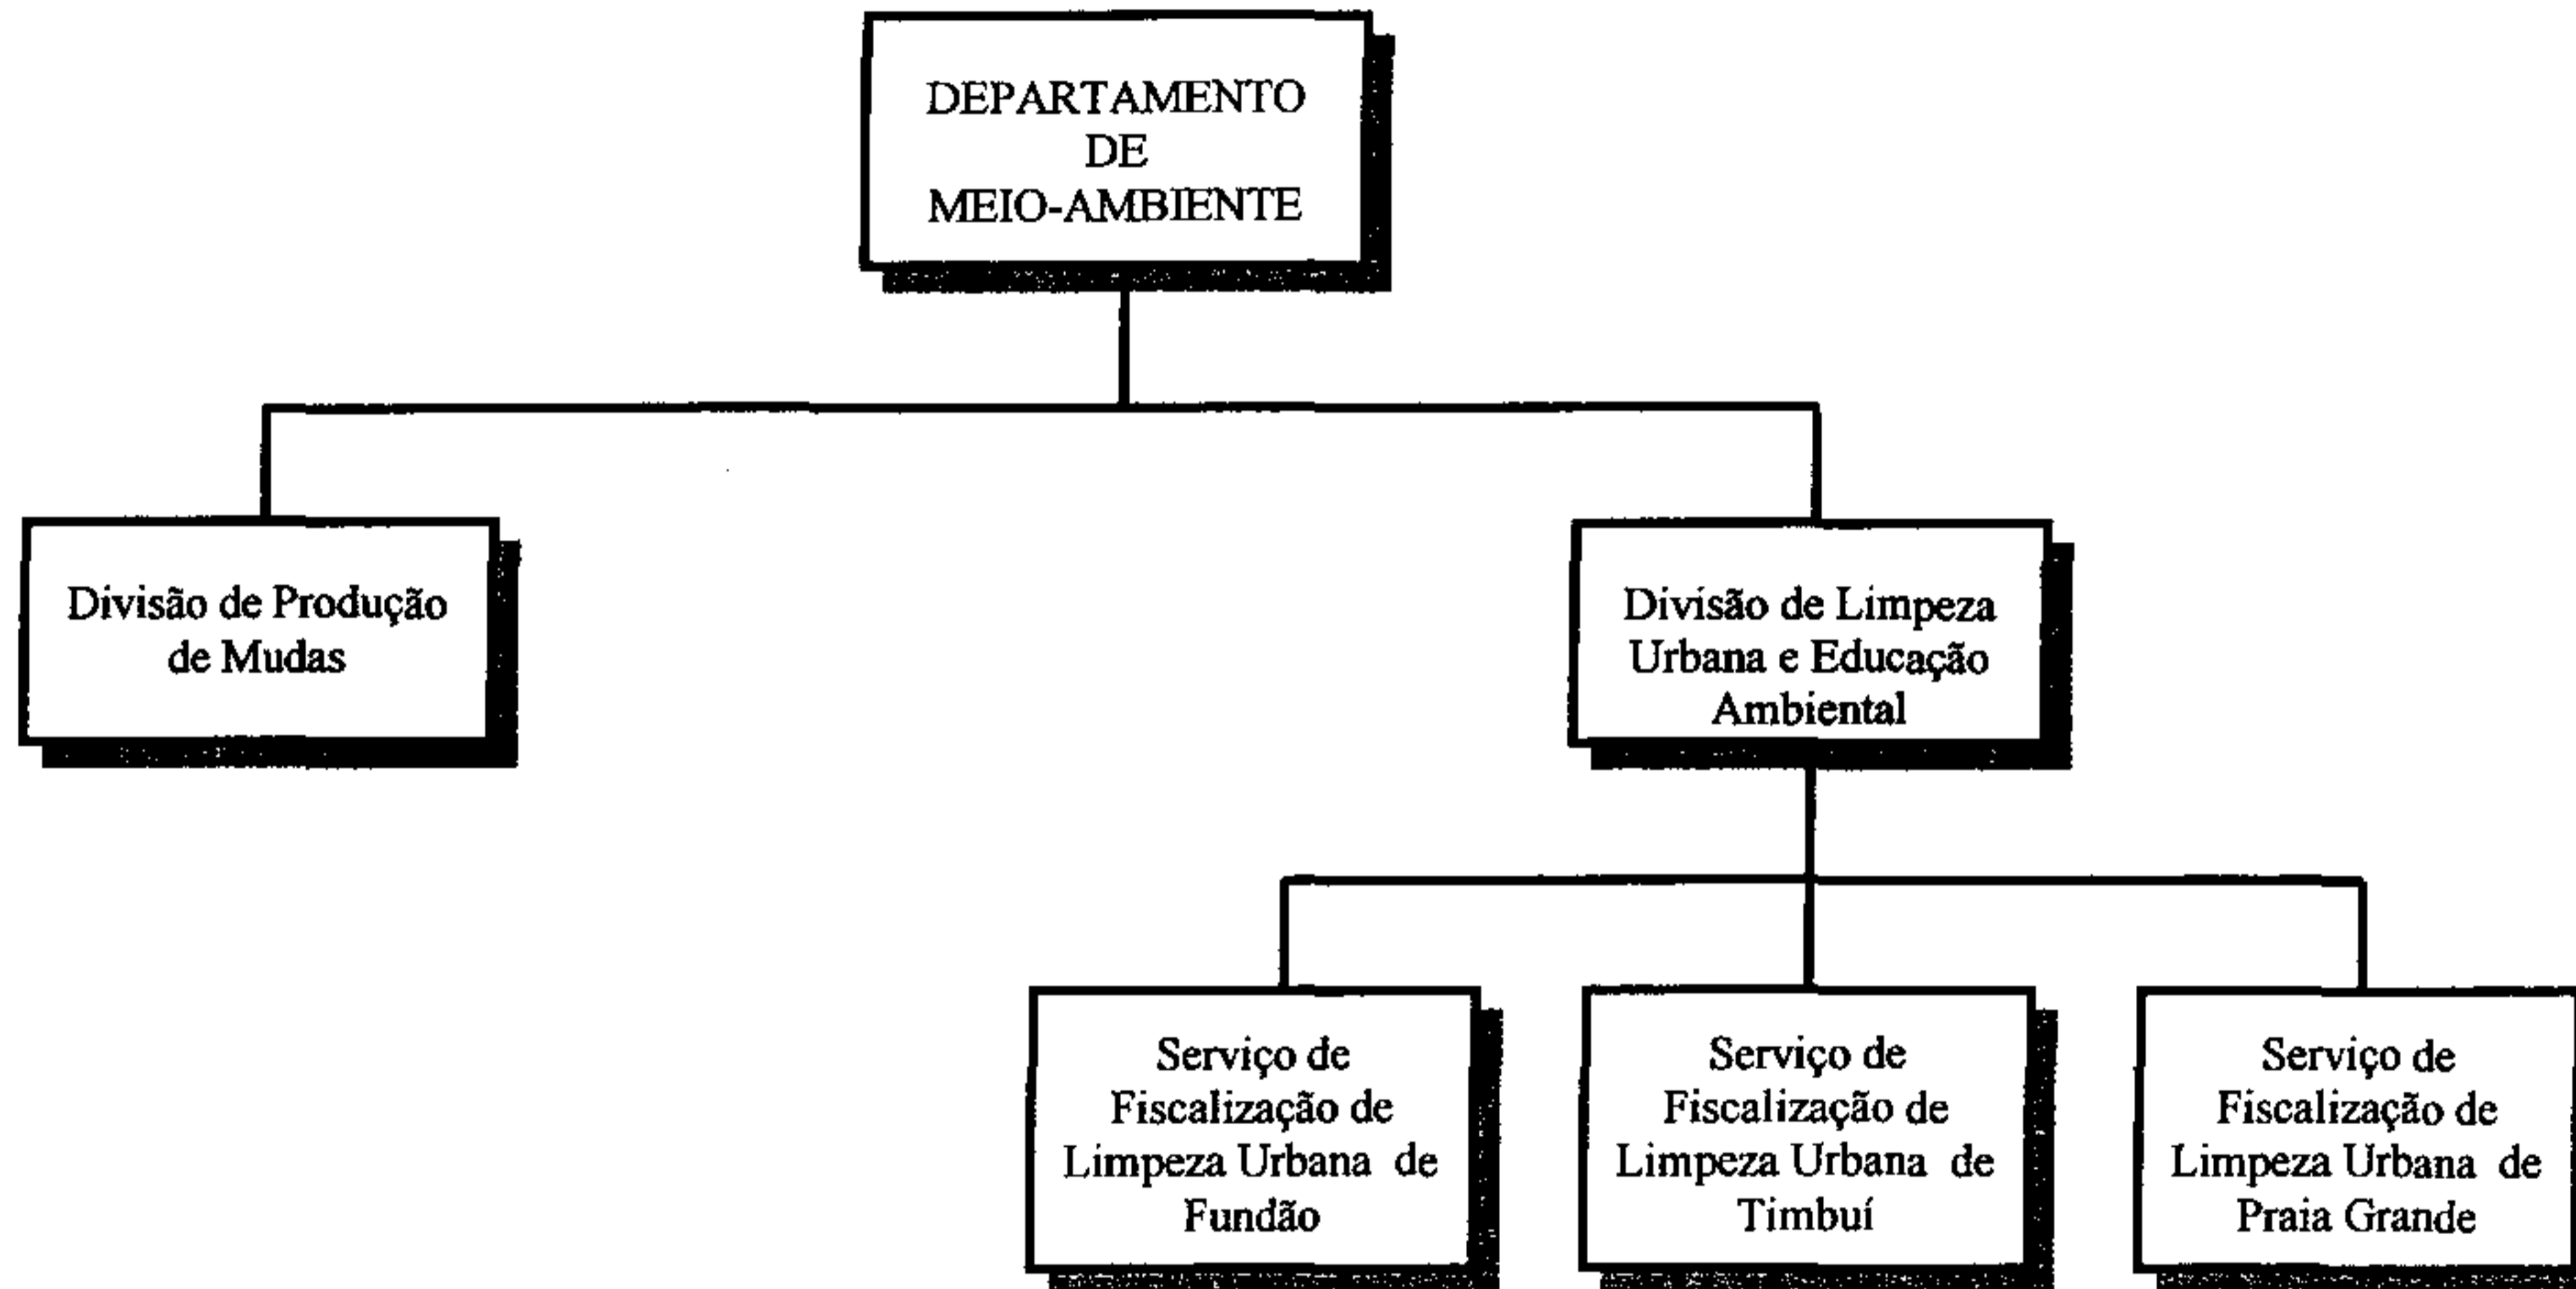 DEPARTAMENTO
DE
MEIO-AMBIENTE
Divisão de Produção
de Mudas
Divisão de Limpeza
Urbana e Educação
Ambiental
Serviço de
Fiscalização de
Limpeza Urbana de
Fundão
Serviço de
Fiscalização de
Limpeza Urbana de
Timbuí
Serviço de
Fiscalização de
Limpeza Urbana de
Praia Grande